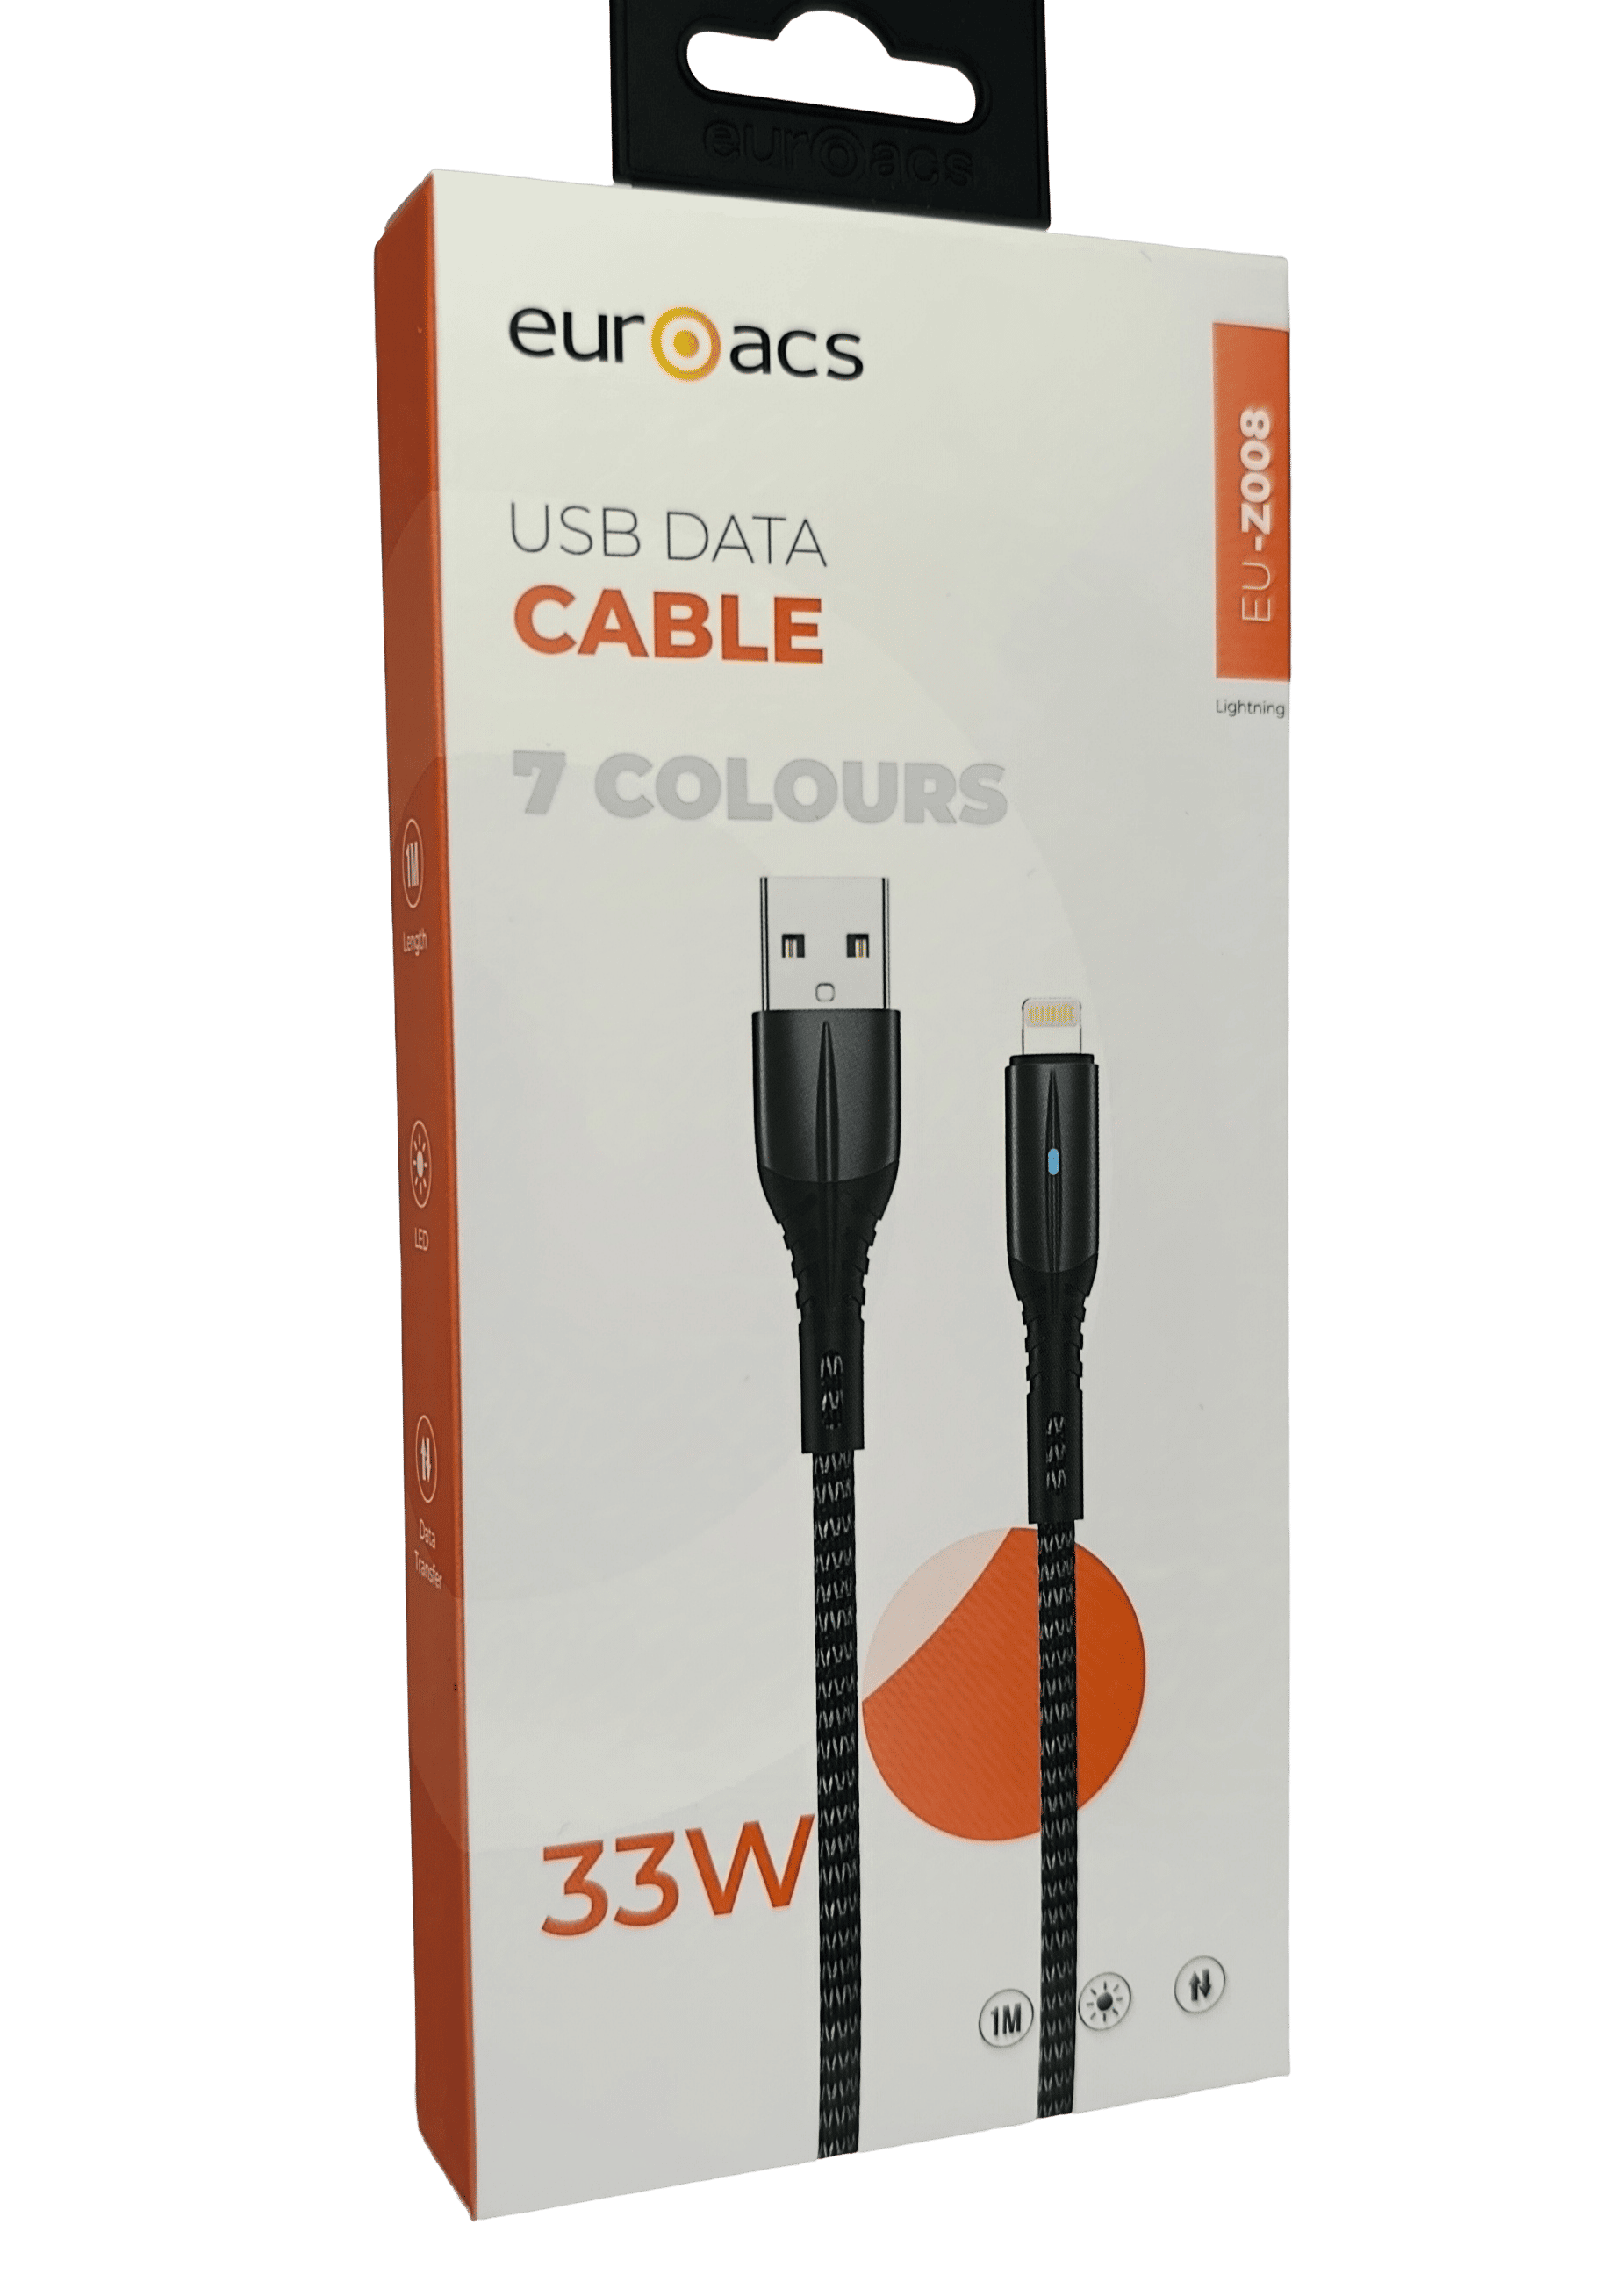 euroacs
euroacs
USB DATA
CABLE
7 COLOURS
EU-Z008
Lightning
1M
Length
LED
Data
Transfer
33W
1M